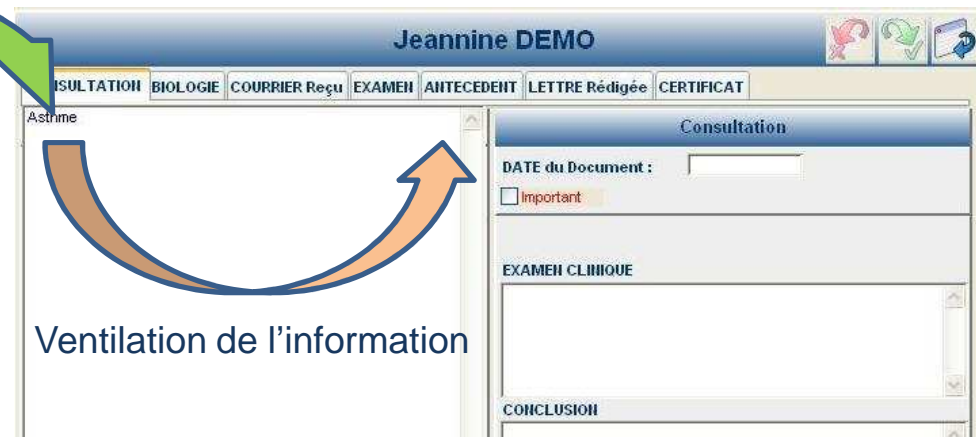 Jeannine DEMO
SULTATION BIOLOGIE COURRIER Reçu EXAMEN ANTECEDENT LETTRE Rédigée CERTIFICAT
Asthme
Consultation
DATE du Document :
Important
EXAMEN CLINIQUE
Ventilation de l’information
CONCLUSION